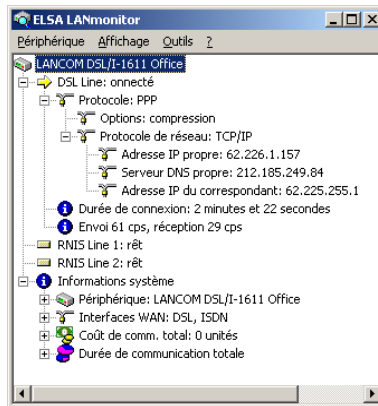 ELSA LANmonitor
Périphérique Affichage Outils ?
LANCOM DSL/I-1611 Office
DSL Line: onnecté
Protocole: PPP
Options: compression
Protocole de réseau: TCP/IP
Adresse IP propre: 62.226.1.157
Serveur DNS propre: 212.185.249.84
Adresse IP du correspondant: 62.225.255.1
Durée de connexion: 2 minutes et 22 secondes
Envoi 61 cps, réception 29 cps
RNIS Line 1: rêt
RNIS Line 2: rêt
Informations système
Périphérique: LANCOM DSL/I-1611 Office
Interfaces WAN: DSL, ISDN
Coût de comm. total: 0 unités
Durée de communication totale